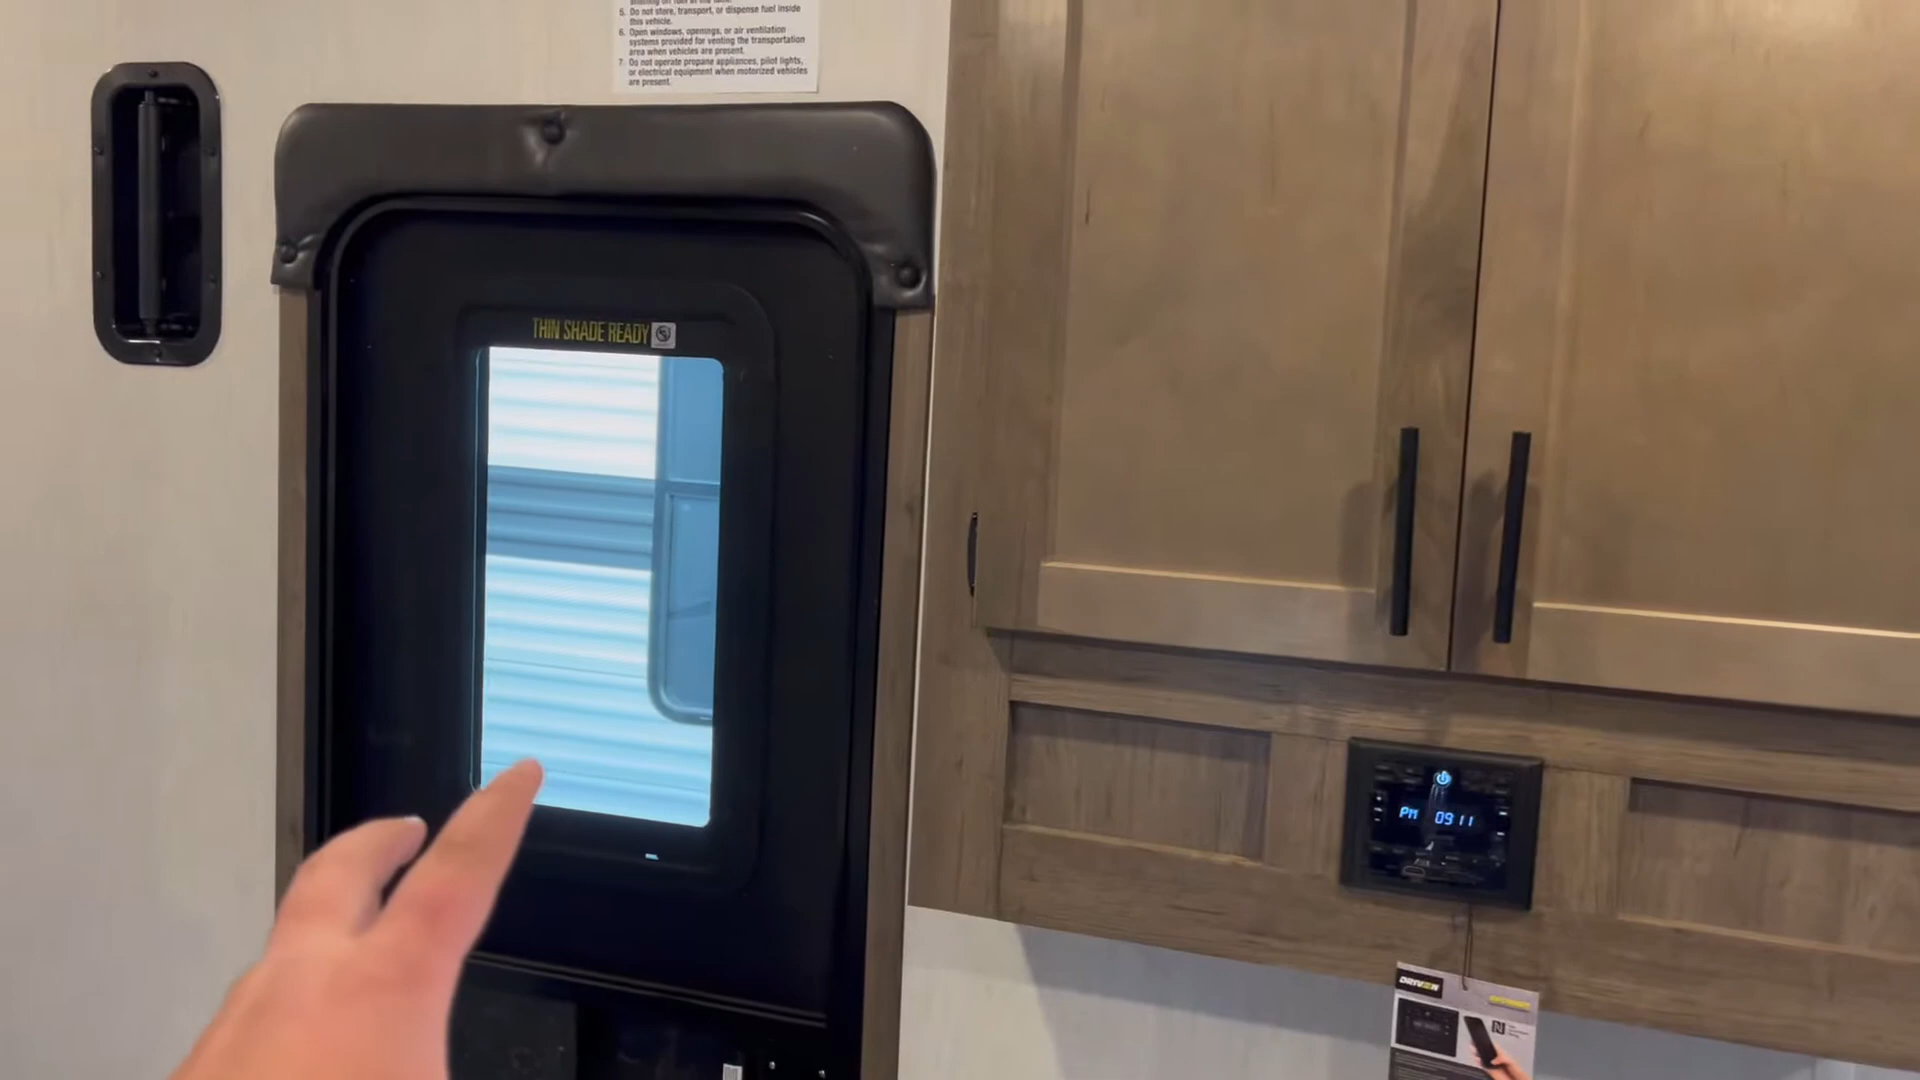 5. Do not store, transport, or dispense fuel inside
this vehicle.
6. Open windows, openings, or air ventilation
systems provided for venting the transportation
area when vehicles are present.
7. Do not operate propane appliances, pilot lights,
or electrical equipment when motorized vehicles
are present.
THIN SHADE READY
PM 09 11
DRIVEN